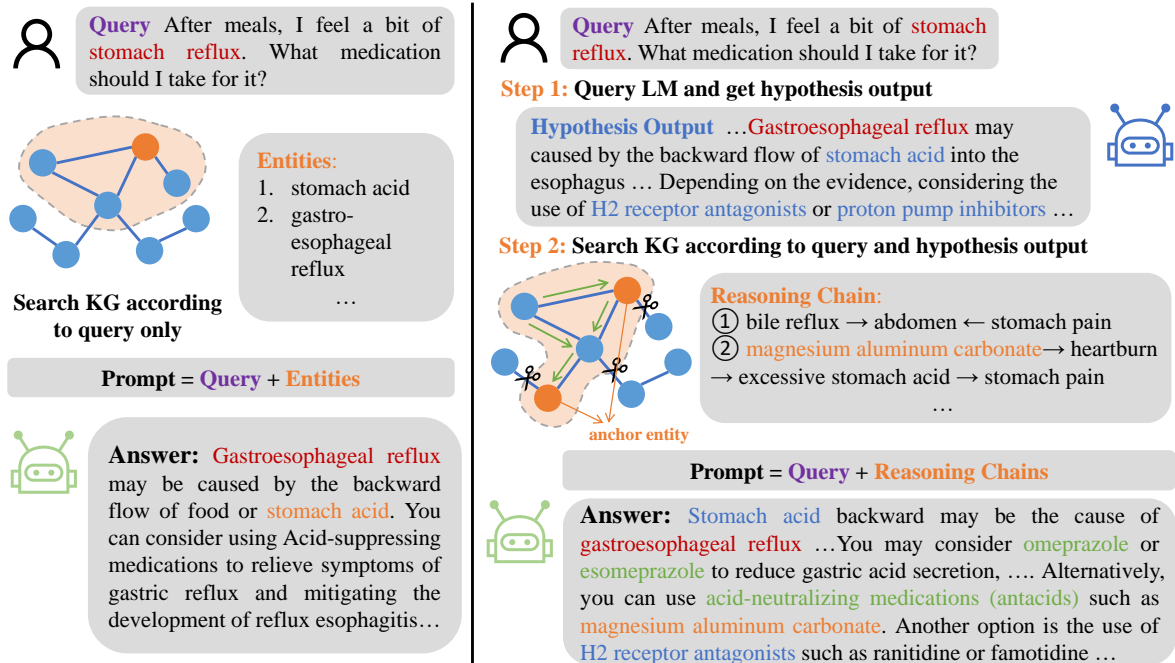 Query After meals, I feel a bit of
stomach reflux. What medication
should I take for it?
Entities:
1. stomach acid
2. gastro-
esophageal
reflux
…
Search KG according
to query only
Prompt = Query + Entities
Answer: Gastroesophageal reflux
may be caused by the backward
flow of food or stomach acid. You
can consider using Acid-suppressing
medications to relieve symptoms of
gastric reflux and mitigating the
development of reflux esophagitis…
Query After meals, I feel a bit of stomach
reflux. What medication should I take for it?
Step 1: Query LM and get hypothesis output
Hypothesis Output …Gastroesophageal reflux may
caused by the backward flow of stomach acid into the
esophagus … Depending on the evidence, considering the
use of H2 receptor antagonists or proton pump inhibitors …
Step 2: Search KG according to query and hypothesis output
Reasoning Chain:
① bile reflux → abdomen ← stomach pain
② magnesium aluminum carbonate→ heartburn
→ excessive stomach acid → stomach pain
…
anchor entity
Prompt = Query + Reasoning Chains
Answer: Stomach acid backward may be the cause of
gastroesophageal reflux …You may consider omeprazole or
esomeprazole to reduce gastric acid secretion, …. Alternatively,
you can use acid-neutralizing medications (antacids) such as
magnesium aluminum carbonate. Another option is the use of
H2 receptor antagonists such as ranitidine or famotidine …